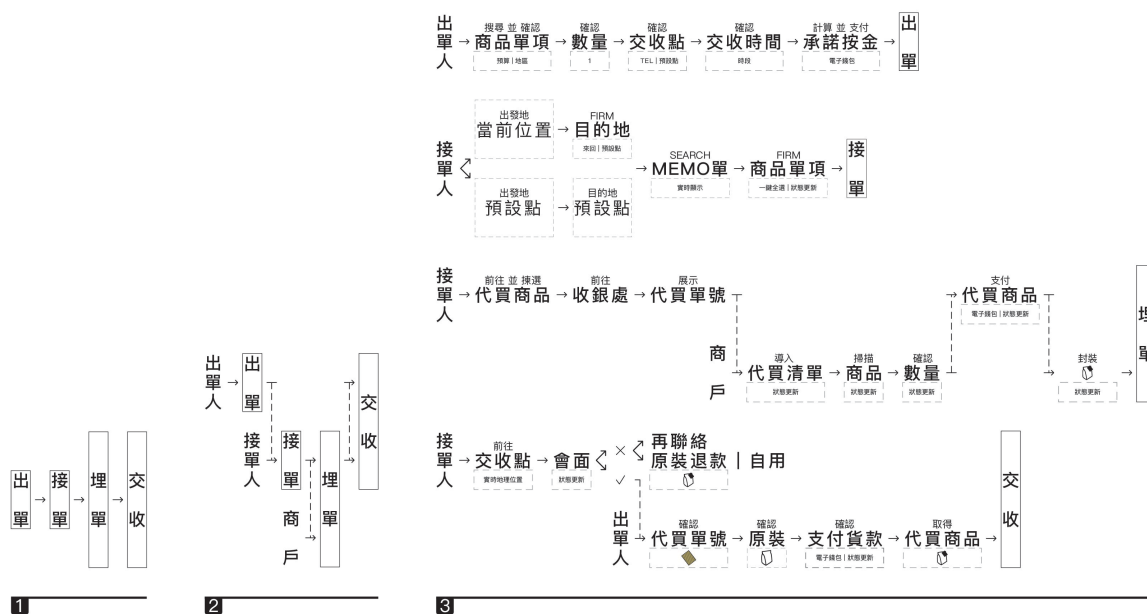 出單
→
接單
→
埋單
→
交收
1
出單人
→
出單
接單人
→
接單
商戶
→
埋單
→
交收
2
出單人
→
搜尋 並 確認
商品單項
預算 | 地區
→
確認
數量
1
→
確認
交收點
TEL | 預設點
→
確認
交收時間
時段
→
計算 並 支付
承諾按金
電子錢包
→
出單
接單人
出發地
當前位置
→
FIRM
目的地
來回 | 預設點
出發地
預設點
→
目的地
預設點
→
SEARCH
MEMO單
實時顯示
→
FIRM
商品單項
一鍵全選 | 狀態更新
→
接單
接單人
→
前往 並 揀選
代買商品
→
前往
收銀處
→
展示
代買單號
商戶
→
導入
代買清單
狀態更新
→
掃描
商品
狀態更新
→
確認
數量
狀態更新
→
支付
代買商品
電子錢包 | 狀態更新
→
封裝
狀態更新
→
埋單
接單人
→
前往
交收點
實時地理位置
→
會面
狀態更新
×
再聯絡
原裝退款 | 自用
✓
出單人
→
確認
代買單號
→
確認
原裝
→
確認
支付貨款
電子錢包 | 狀態更新
→
取得
代買商品
→
交收
3